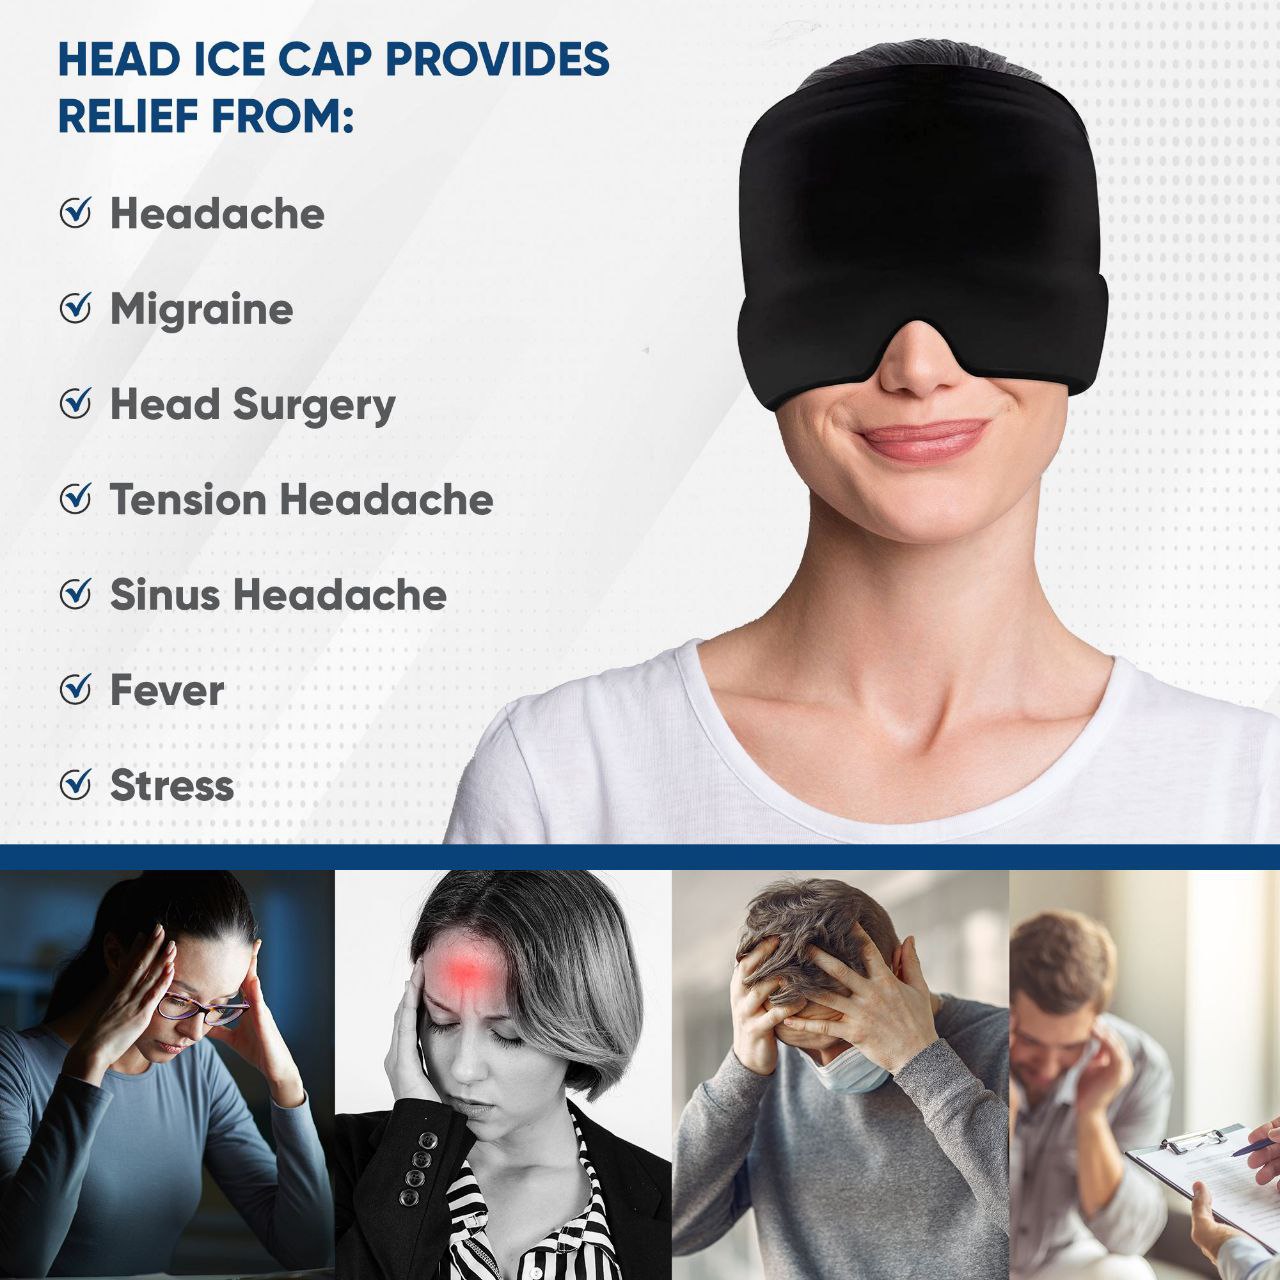 HEAD ICE CAP PROVIDES
RELIEF FROM:
Headache
Migraine
Head Surgery
Tension Headache
Sinus Headache
Fever
Stress